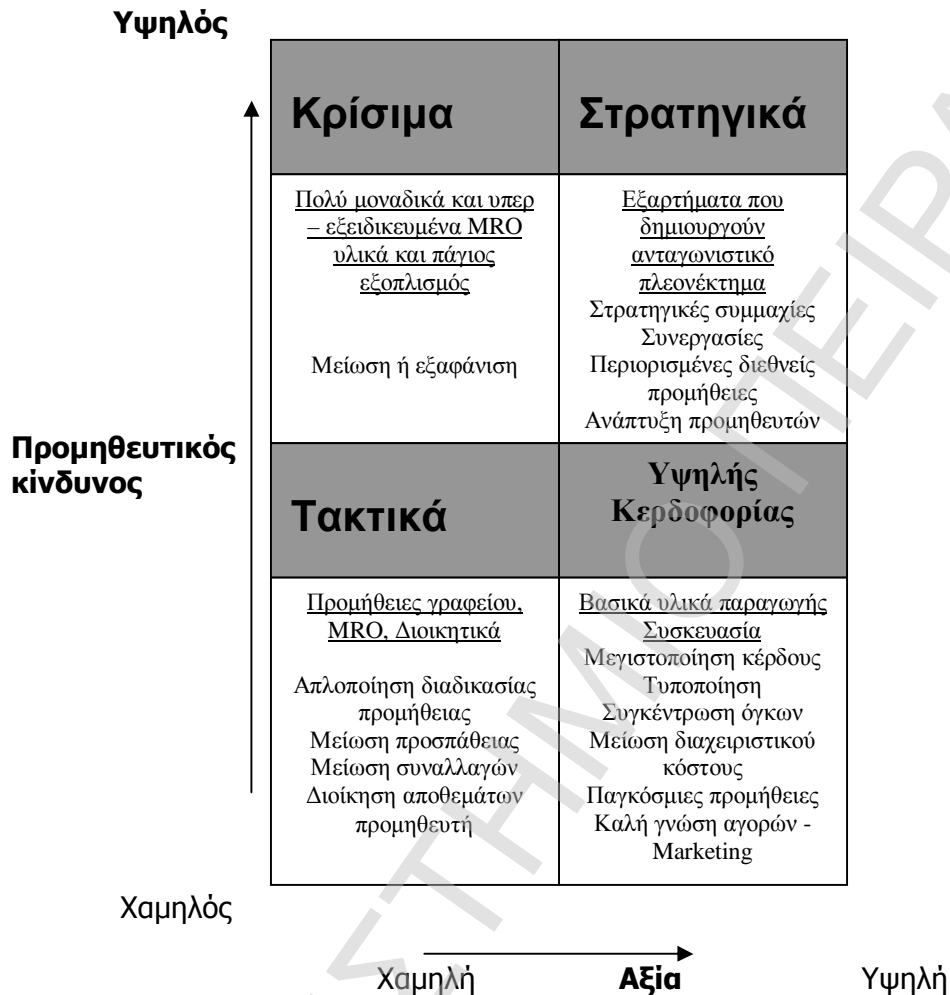 Υψηλός
Κρίσιμα
Στρατηγικά
Πολύ μοναδικά και υπερ
– εξειδικευμένα MRO
υλικά και πάγιος
εξοπλισμός
Μείωση ή εξαφάνιση
Εξαρτήματα που
δημιουργούν
ανταγωνιστικό
πλεονέκτημα
Στρατηγικές συμμαχίες
Συνεργασίες
Περιορισμένες διεθνείς
προμήθειες
Ανάπτυξη προμηθευτών
Προμηθευτικός
κίνδυνος
Τακτικά
Υψηλής
Κερδοφορίας
Προμήθειες γραφείου,
MRO, Διοικητικά
Απλοποίηση διαδικασίας
προμήθειας
Μείωση προσπάθειας
Μείωση συναλλαγών
Διοίκηση αποθεμάτων
προμηθευτή
Βασικά υλικά παραγωγής
Συσκευασία
Μεγιστοποίηση κέρδους
Τυποποίηση
Συγκέντρωση όγκων
Μείωση διαχειριστικού
κόστους
Παγκόσμιες προμήθειες
Καλή γνώση αγορών -
Marketing
Χαμηλός
Χαμηλή Αξία Υψηλή